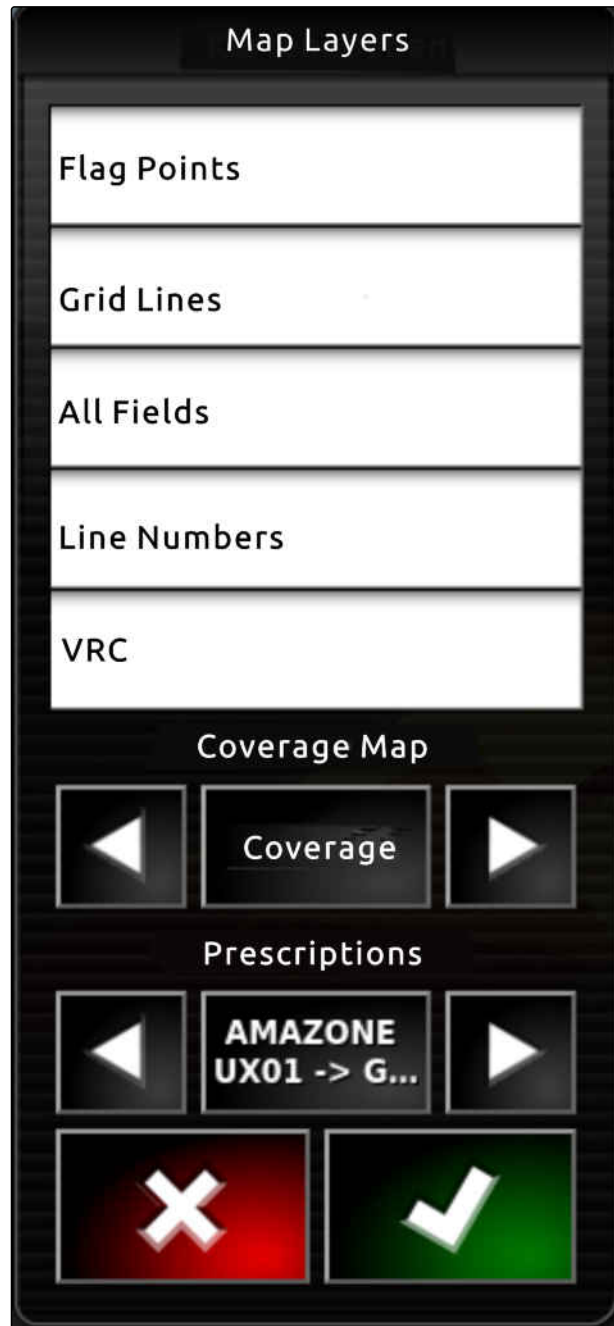 Map Layers
Flag Points
Grid Lines
All Fields
Line Numbers
VRC
Coverage Map
Coverage
Prescriptions
AMAZONE
UX01 -> G...